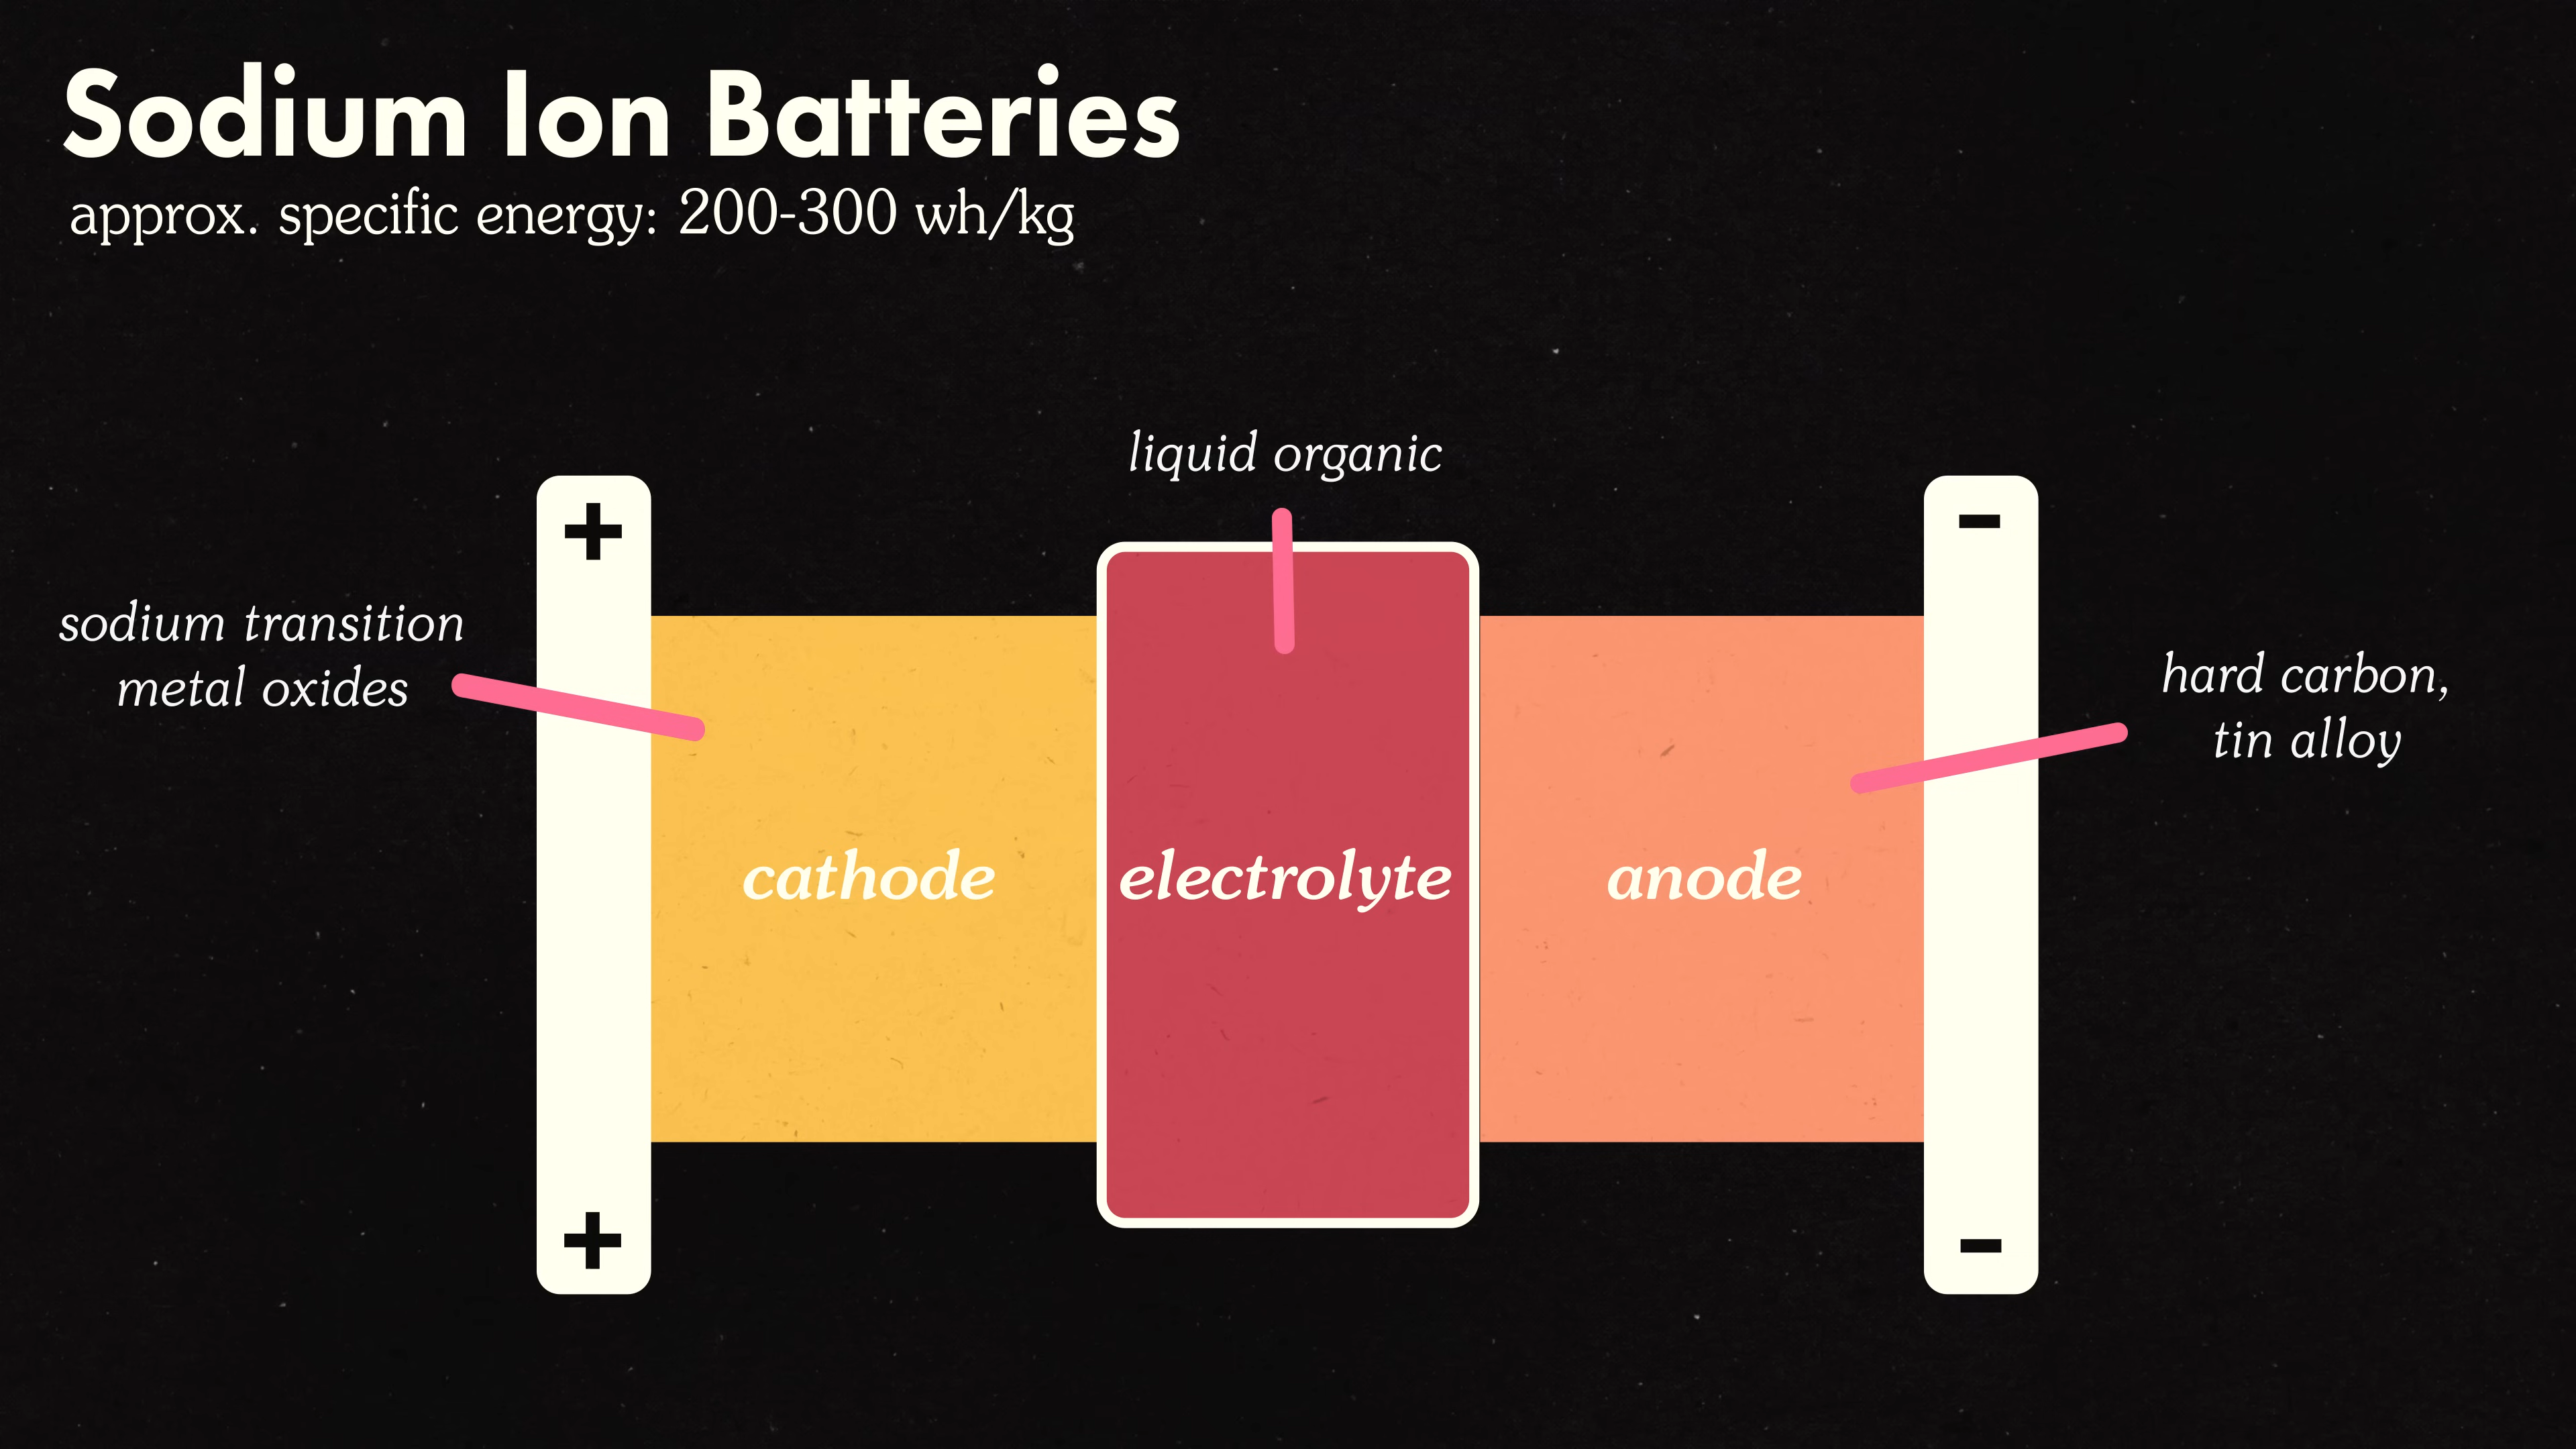 Sodium Ion Batteries
approx. specific energy: 200-300 wh/kg
liquid organic
+
-
sodium transition
metal oxides
hard carbon,
tin alloy
cathode
electrolyte
anode
+
-